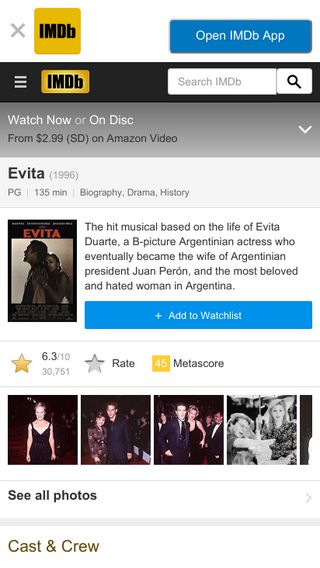 IMDb
Open IMDb App
IMDb
Search IMDb
Watch Now or On Disc
From $2.99 (SD) on Amazon Video
Evita (1996)
PG | 135 min | Biography, Drama, History
EVITA
The hit musical based on the life of Evita
Duarte, a B-picture Argentinian actress who
eventually became the wife of Argentinian
president Juan Perón, and the most beloved
and hated woman in Argentina.
+ Add to Watchlist
6.3/10
30,751
Rate
45 Metascore
See all photos
Cast & Crew